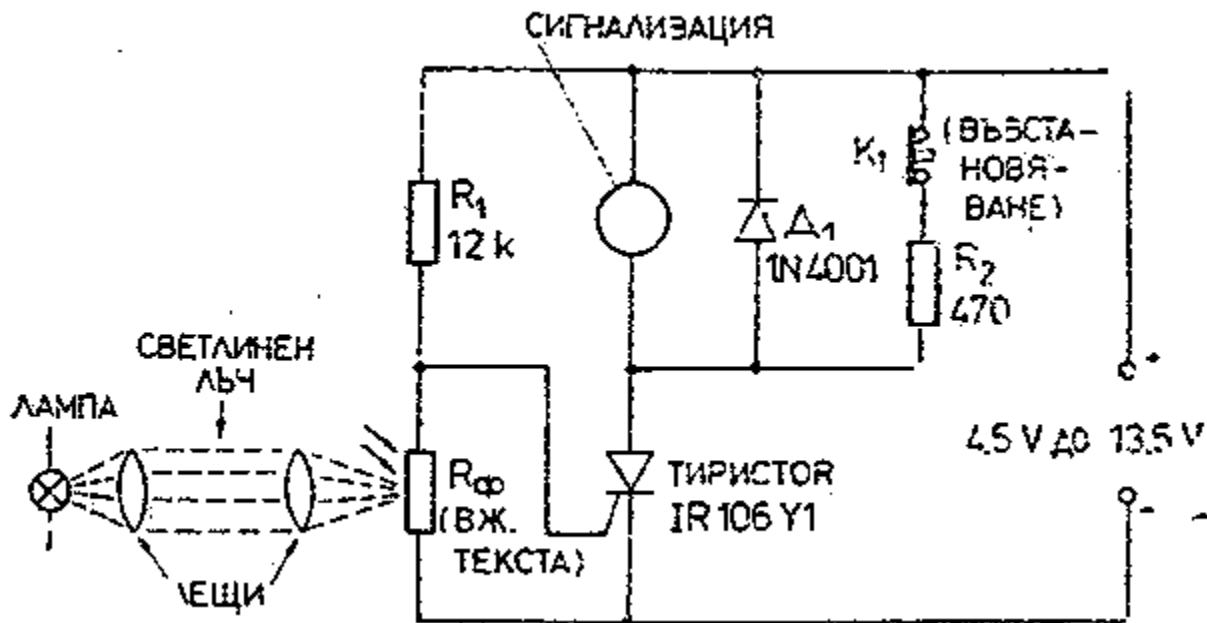 СИГНАЛИЗАЦИЯ
R1
12 k
Д1
1N4001
K1
(ВЪЗСТА-
НОВЯ-
ВАНЕ)
R2
470
СВЕТЛИНЕН
ЛЪЧ
ЛАМПА
RФ
(ВЖ.
ТЕКСТА)
ТИРИСТОR
IR 106 Y1
+
4,5 V до 13,5 V
-
ЛЕЩИ